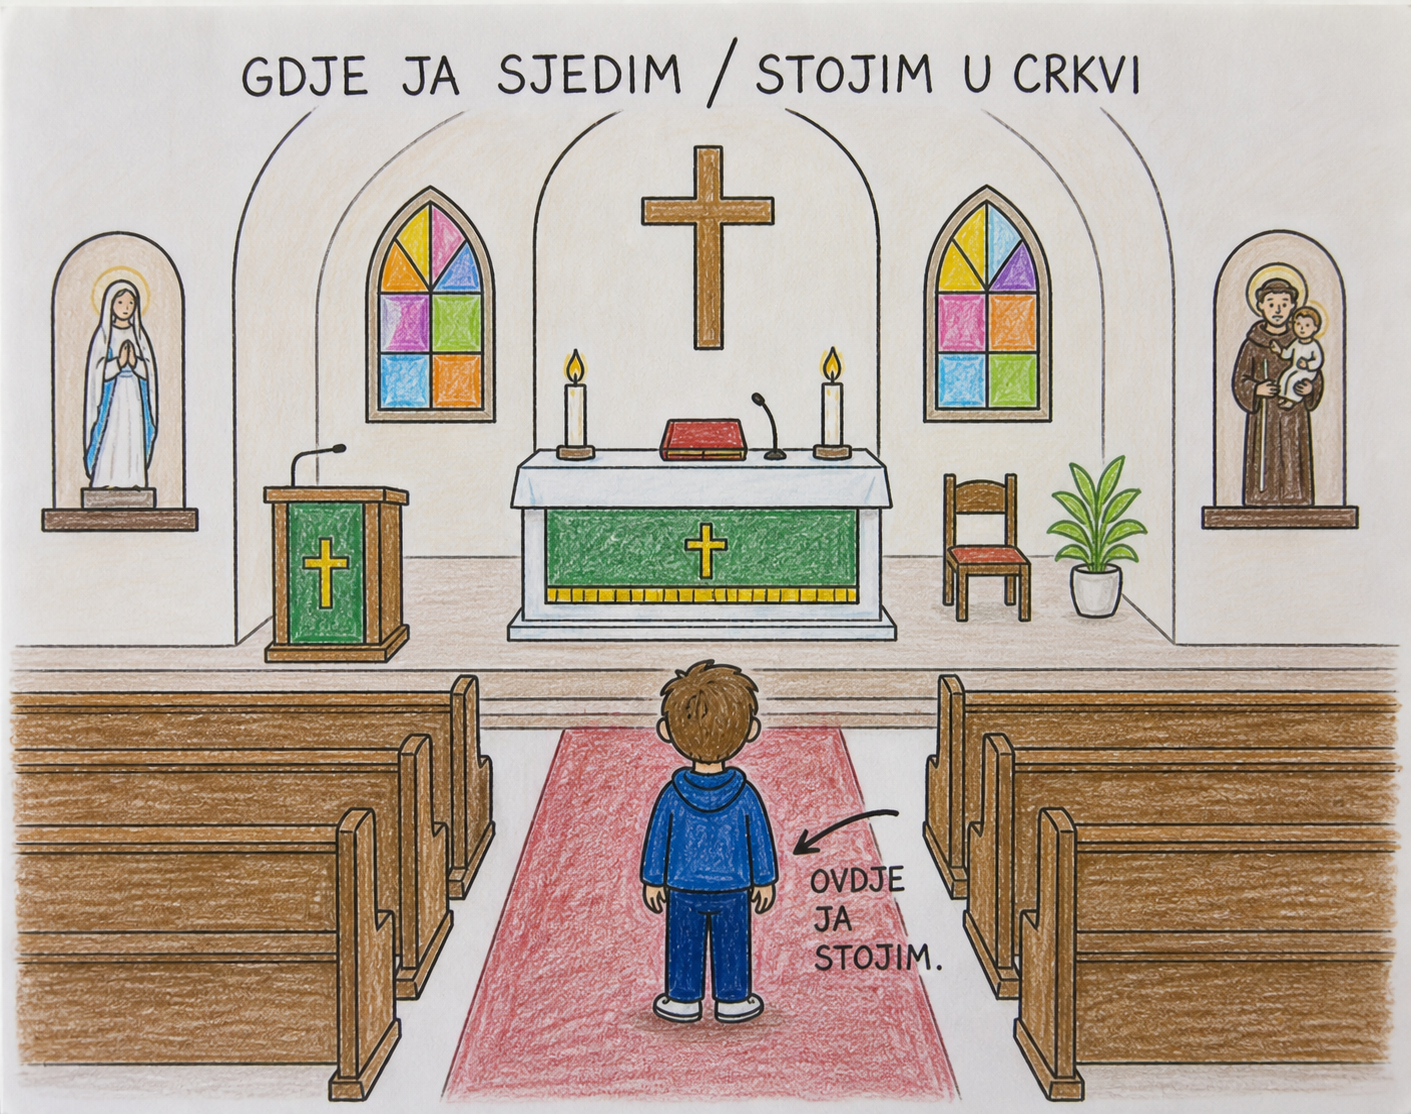 GDJE JA SJEDIM / STOJIM U CRKVI
OVDJE
JA
STOJIM.